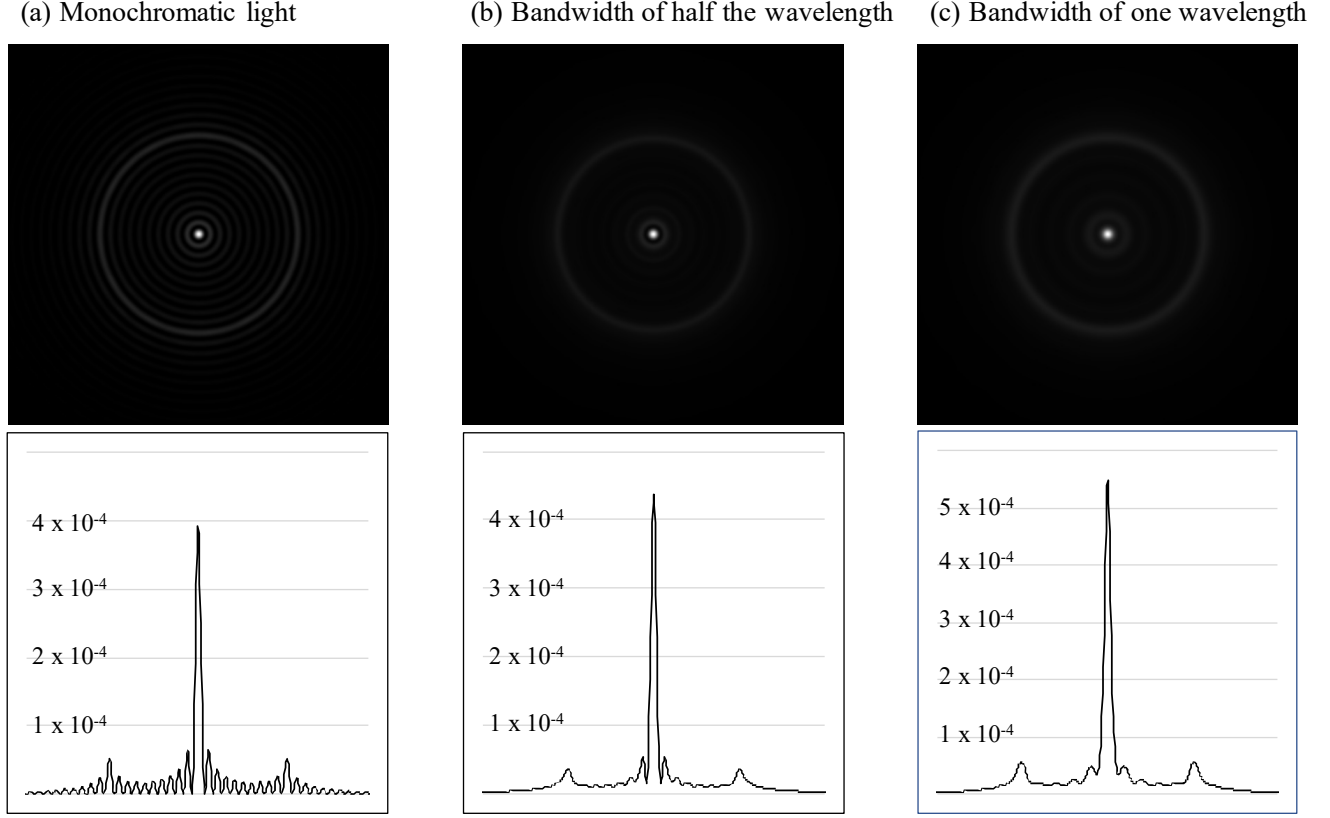 (a) Monochromatic light
(b) Bandwidth of half the wavelength
(c) Bandwidth of one wavelength
4 x 10⁻⁴
3 x 10⁻⁴
2 x 10⁻⁴
1 x 10⁻⁴
4 x 10⁻⁴
3 x 10⁻⁴
2 x 10⁻⁴
1 x 10⁻⁴
5 x 10⁻⁴
4 x 10⁻⁴
3 x 10⁻⁴
2 x 10⁻⁴
1 x 10⁻⁴